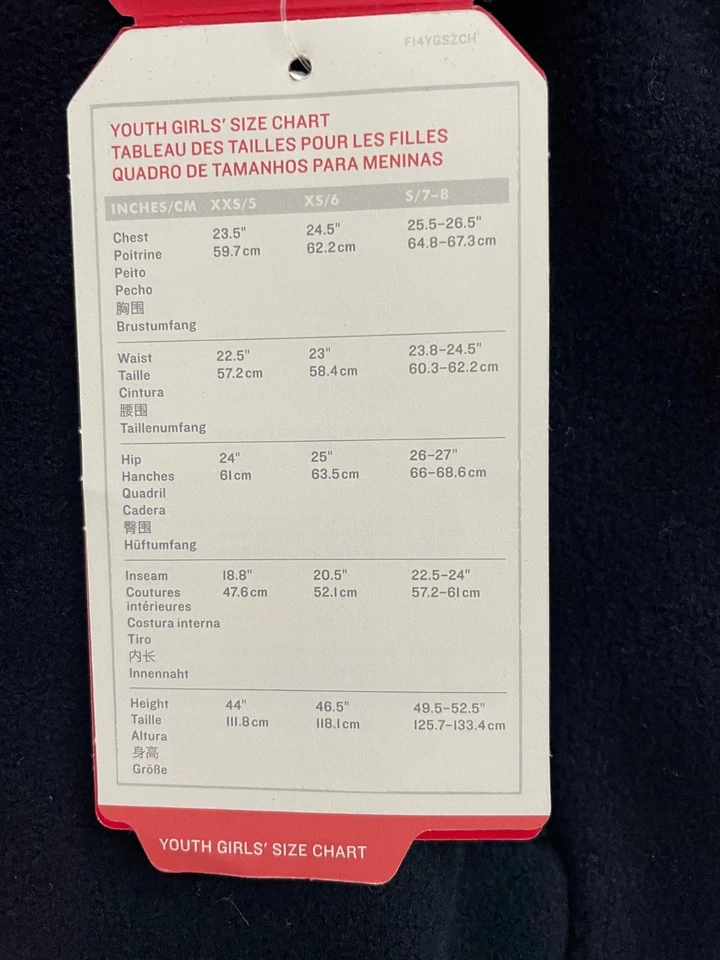 F14YGSZCH
YOUTH GIRLS' SIZE CHART
TABLEAU DES TAILLES POUR LES FILLES
QUADRO DE TAMANHOS PARA MENINAS
INCHES/CM XXS/5 XS/6 S/7-8
Chest 23.5" 24.5" 25.5-26.5"
Poitrine 59.7cm 62.2cm 64.8-67.3cm
Peito
Pecho
胸围
Brustumfang
Waist 22.5" 23" 23.8-24.5"
Taille 57.2cm 58.4cm 60.3-62.2cm
Cintura
腰围
Taillenumfang
Hip 24" 25" 26-27"
Hanches 61cm 63.5cm 66-68.6cm
Quadril
Cadera
臀围
Hüftumfang
Inseam 18.8" 20.5" 22.5-24"
Coutures 47.6cm 52.1cm 57.2-61cm
intérieures
Costura interna
Tiro
内长
Innennaht
Height 44" 46.5" 49.5-52.5"
Taille 111.8cm 118.1cm 125.7-133.4cm
Altura
身高
Größe
YOUTH GIRLS' SIZE CHART